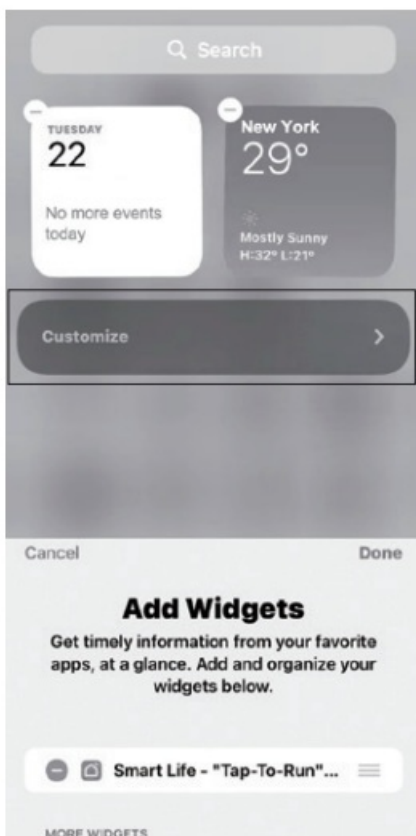 Search
TUESDAY
22
No more events
today
New York
29°
Mostly Sunny
H:32° L:21°
Customize
Cancel
Done
Add Widgets
Get timely information from your favorite
apps, at a glance. Add and organize your
widgets below.
Smart Life - "Tap-To-Run"...
MORE WIDGETS